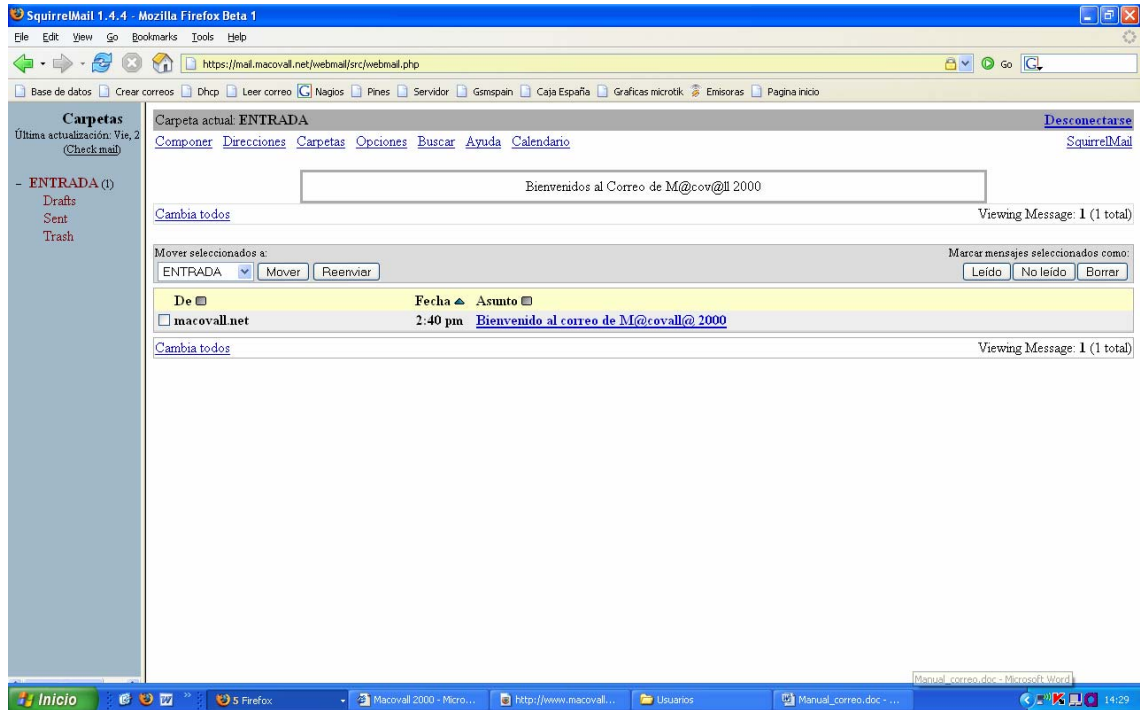 SquirrelMail 1.4.4 - Mozilla Firefox Beta 1
File Edit View Go Bookmarks Tools Help
https://mail.macovall.net/webmail/src/webmail.php Go
Base de datos Crear correos Dhcp Leer correo Nagios Pines Servidor Gsmspain Caja España Graficas microtik Emisoras Pagina inicio
Carpetas
Última actualización: Vie, 2
(Check mail)
– ENTRADA (1)
Drafts
Sent
Trash
Carpeta actual: ENTRADA Desconectarse
Componer Direcciones Carpetas Opciones Buscar Ayuda Calendario SquirrelMail
Bienvenidos al Correo de M@cov@ll 2000
Cambia todos Viewing Message: 1 (1 total)
Mover seleccionados a: Marcar mensajes seleccionados como:
ENTRADA Mover Reenviar Leído No leído Borrar
De Fecha Asunto
macovall.net 2:40 pm Bienvenido al correo de M@covall@ 2000
Cambia todos Viewing Message: 1 (1 total)
Manual_correo.doc - Microsoft Word
Inicio 5 Firefox Macovall 2000 - Micro... http://www.macovall... Usuarios Manual_correo.doc - ... 14:29